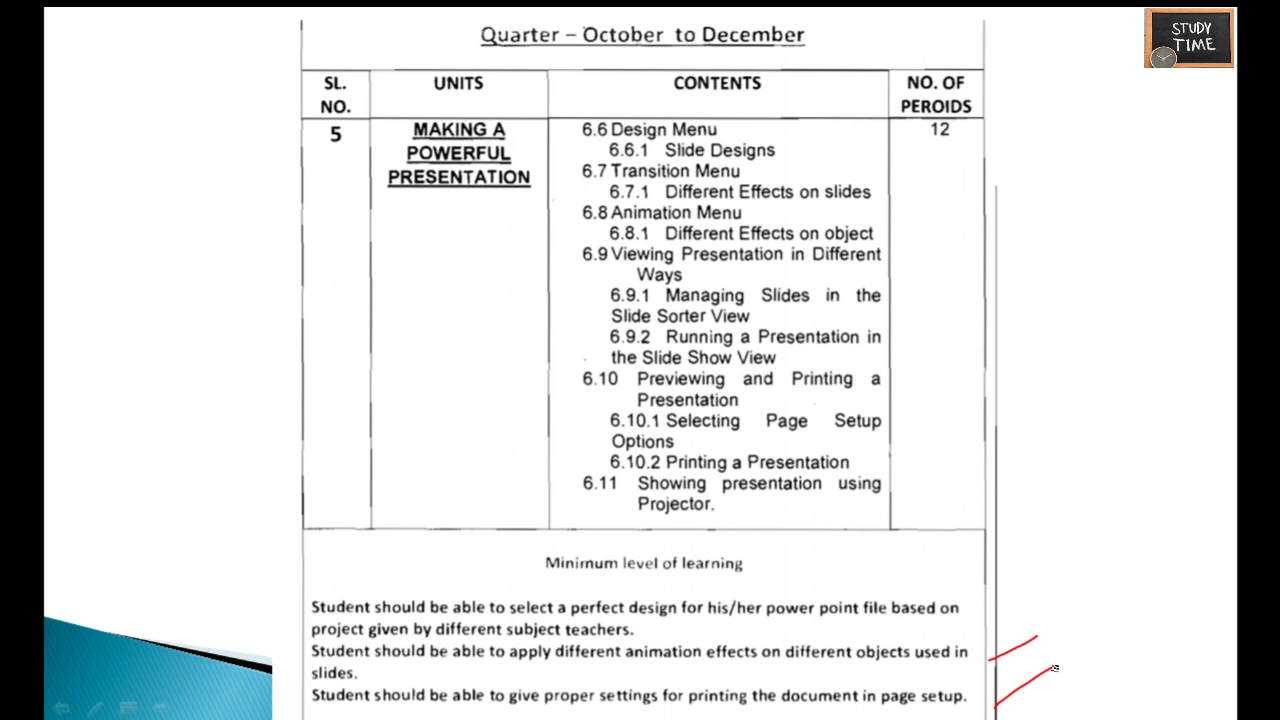 STUDY
TIME
Quarter – October to December
SL. NO.
UNITS
CONTENTS
NO. OF PEROIDS
5
MAKING A
POWERFUL
PRESENTATION
6.6 Design Menu
6.6.1 Slide Designs
6.7 Transition Menu
6.7.1 Different Effects on slides
6.8 Animation Menu
6.8.1 Different Effects on object
6.9 Viewing Presentation in Different
Ways
6.9.1 Managing Slides in the
Slide Sorter View
6.9.2 Running a Presentation in
the Slide Show View
6.10 Previewing and Printing a
Presentation
6.10.1 Selecting Page Setup
Options
6.10.2 Printing a Presentation
6.11 Showing presentation using
Projector.
12
Minimum level of learning
Student should be able to select a perfect design for his/her power point file based on
project given by different subject teachers.
Student should be able to apply different animation effects on different objects used in
slides.
Student should be able to give proper settings for printing the document in page setup.